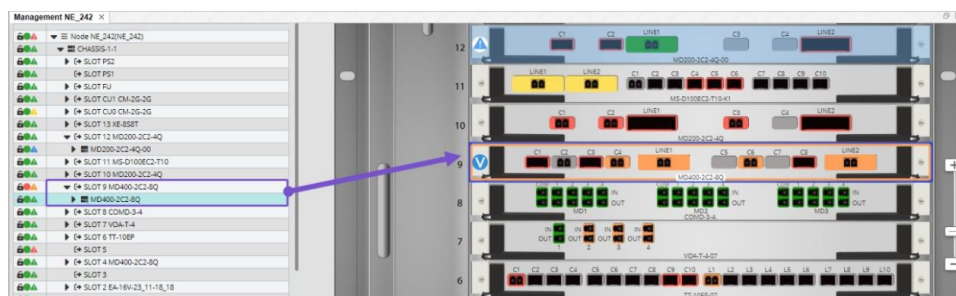 Management NE_242 ×
Node NE_242(NE_242)
CHASSIS-1-1
SLOT PS2
SLOT PS1
SLOT FU
SLOT CU1 CM-2G-2G
SLOT CU0 CM-2G-2G
SLOT 13 XE-8S8T
SLOT 12 MD200-2C2-4Q
MD200-2C2-4Q-00
SLOT 11 MS-D100EC2-T10
SLOT 10 MD200-2C2-4Q
SLOT 9 MD400-2C2-8Q
MD400-2C2-8Q
SLOT 8 COMD-3-4
SLOT 7 VOA-T-4
SLOT 6 TT-10EP
SLOT 5
SLOT 4 MD400-2C2-8Q
SLOT 3
SLOT 2 EA-16V-23_11-18_18
12
C1 C2 LINE1 C3 C4 LINE2
MD200-2C2-4Q-00
11
LINE1 LINE2 C1 C2 C3 C4 C5 C6 C7 C8 C9 C10
MS-D100EC2-T10-K1
10
C1 C2 LINE1 C3 C4 LINE2
MD200-2C2-4Q
9
C1 C2 C3 C4 LINE1 C5 C6 C7 C8 LINE2
MD400-2C2-8Q
8
IN
OUT
MD1 MD2 MD3
COMD-3-4
7
IN IN IN IN
OUT OUT OUT OUT
1 2 3 4
VOA-T-4-07
6
C1 C2 C3 C4 C5 C6 C7 C8 C9 C10 L1 L2 L3 L4 L5 L6 L7 L8 L9 L10
TT-10EP-07